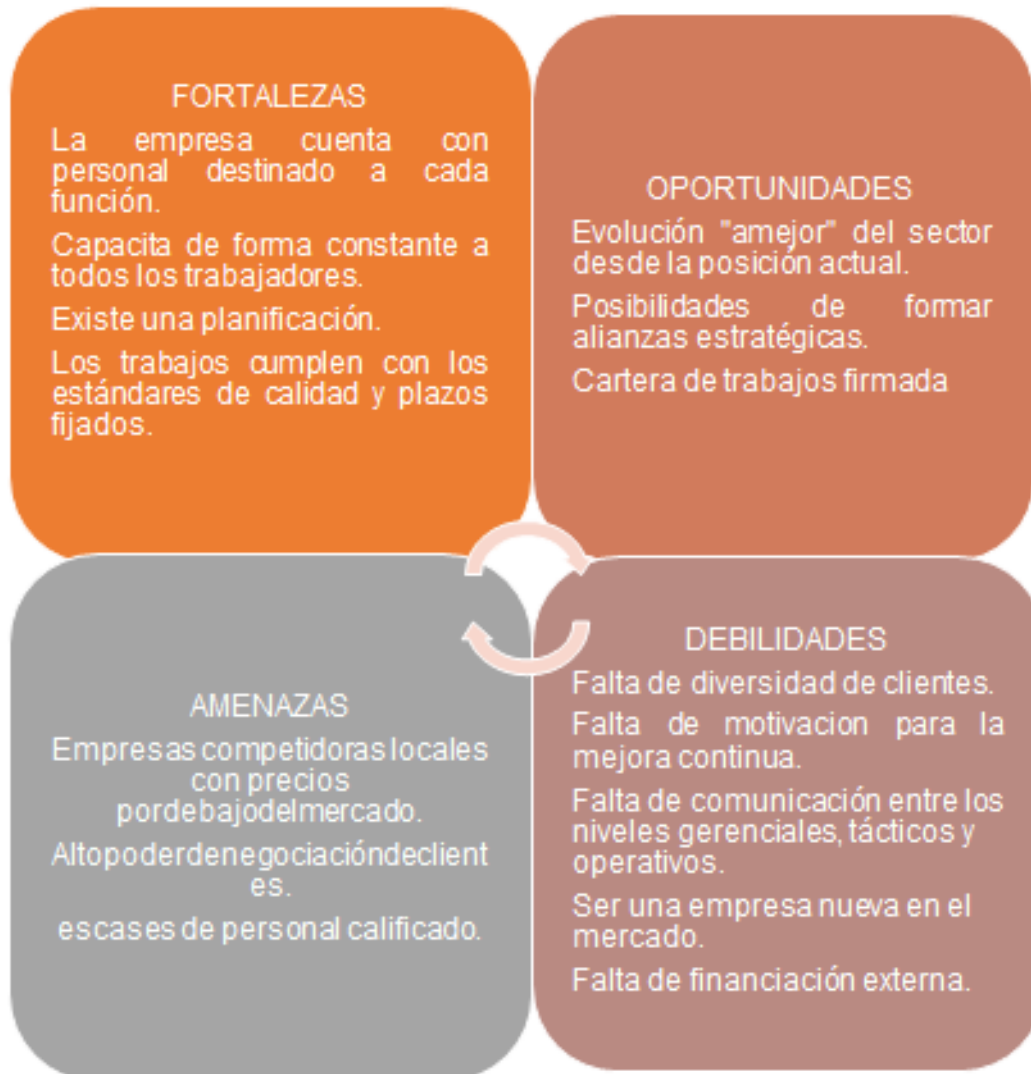 FORTALEZAS
La empresa cuenta con
personal destinado a cada
función.
Capacita de forma constante a
todos los trabajadores.
Existe una planificación.
Los trabajos cumplen con los
estándares de calidad y plazos
fijados.
OPORTUNIDADES
Evolución "amejor" del sector
desde la posición actual.
Posibilidades de formar
alianzas estratégicas.
Cartera de trabajos firmada
AMENAZAS
Empresas competidoras locales
con precios
pordebajodelmercado.
Altopoderdenegociacióndeclient
es.
escases de personal calificado.
DEBILIDADES
Falta de diversidad de clientes.
Falta de motivacion para la
mejora continua.
Falta de comunicación entre los
niveles gerenciales, tácticos y
operativos.
Ser una empresa nueva en el
mercado.
Falta de financiación externa.